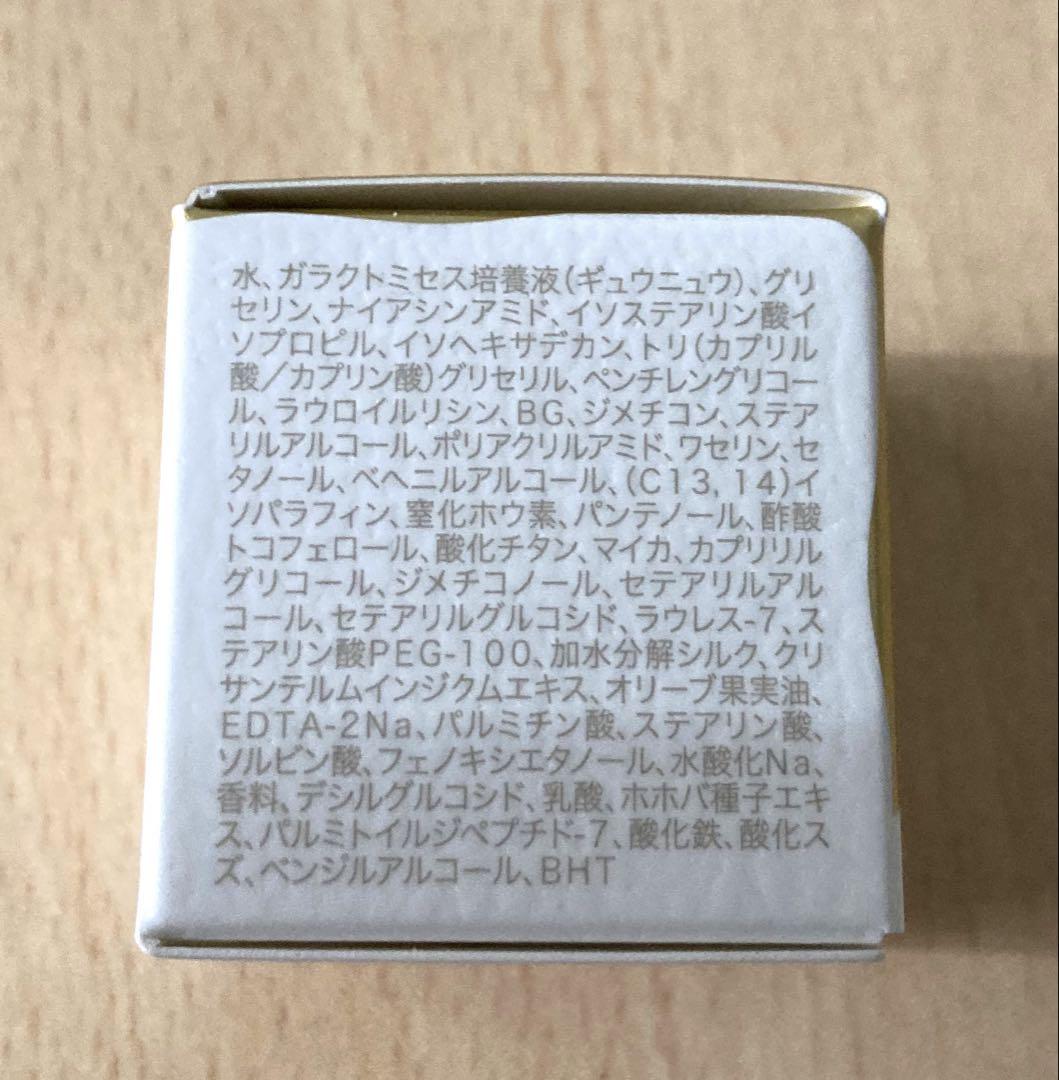 水、ガラクトミセス培養液(ギュウニュウ)、グリ
セリン、ナイアシンアミド、イソステアリン酸イ
ソプロピル、イソヘキサデカン、トリ(カプリル
酸／カプリン酸)グリセリル、ペンチレングリコー
ル、ラウロイルリシン、BG、ジメチコン、ステア
リルアルコール、ポリアクリルアミド、ワセリン、セ
タノール、ベヘニルアルコール、(C13, 14)イ
ソパラフィン、窒化ホウ素、パンテノール、酢酸
トコフェロール、酸化チタン、マイカ、カプリリル
グリコール、ジメチコノール、セテアリルアル
コール、セテアリルグルコシド、ラウレス-7、ス
テアリン酸PEG-100、加水分解シルク、クリ
サンテルムインジクムエキス、オリーブ果実油、
EDTA-2Na、パルミチン酸、ステアリン酸、
ソルビン酸、フェノキシエタノール、水酸化Na、
香料、デシルグルコシド、乳酸、ホホバ種子エキ
ス、パルミトイルジペプチド-7、酸化鉄、酸化ス
ズ、ベンジルアルコール、BHT